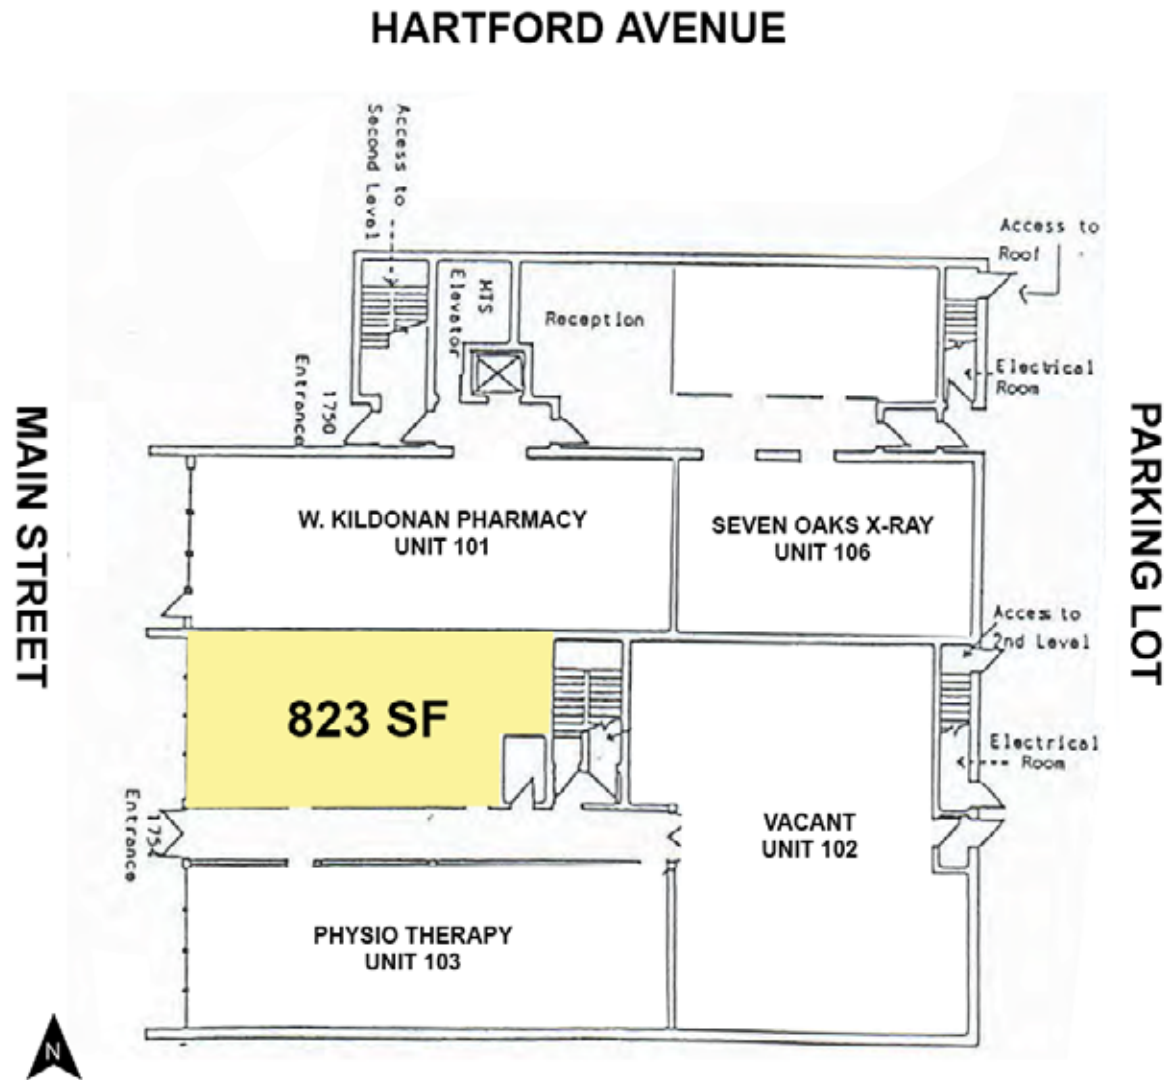 HARTFORD AVENUE
Access to
Second Level
Access to
Roof
MTS
Elevator
Reception
Electrical
Room
1750
Entrance
MAIN STREET
PARKING LOT
W. KILDONAN PHARMACY
UNIT 101
SEVEN OAKS X-RAY
UNIT 106
Access to
2nd Level
823 SF
Electrical
Room
1754
Entrance
VACANT
UNIT 102
PHYSIO THERAPY
UNIT 103
N